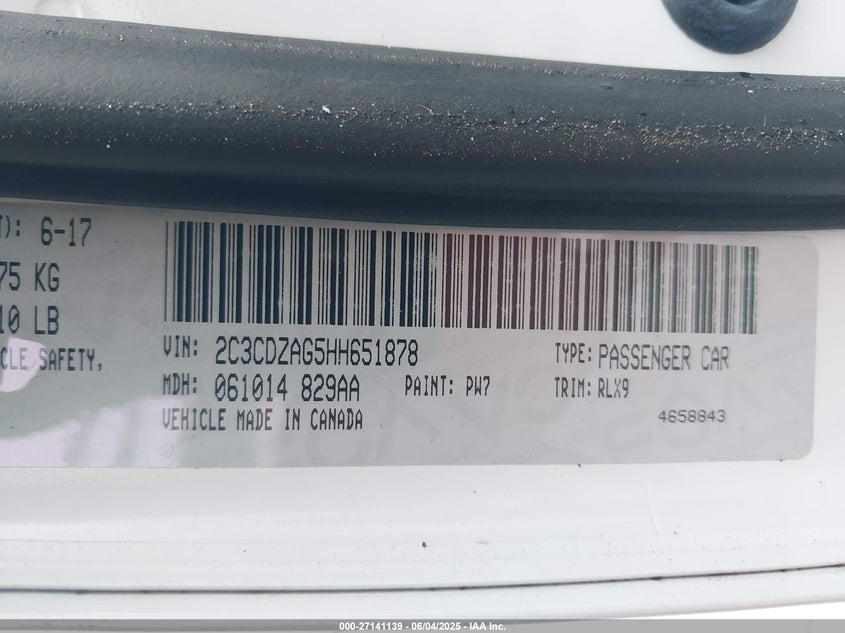 T): 6-17
75 KG
10 LB
CLE SAFETY,
VIN: 2C3CDZAG5HH651878
TYPE: PASSENGER CAR
MDH: 061014 829AA
PAINT: PW7
TRIM: RLX9
VEHICLE MADE IN CANADA
4658843
000-27141139 - 06/04/2025 - IAA Inc.